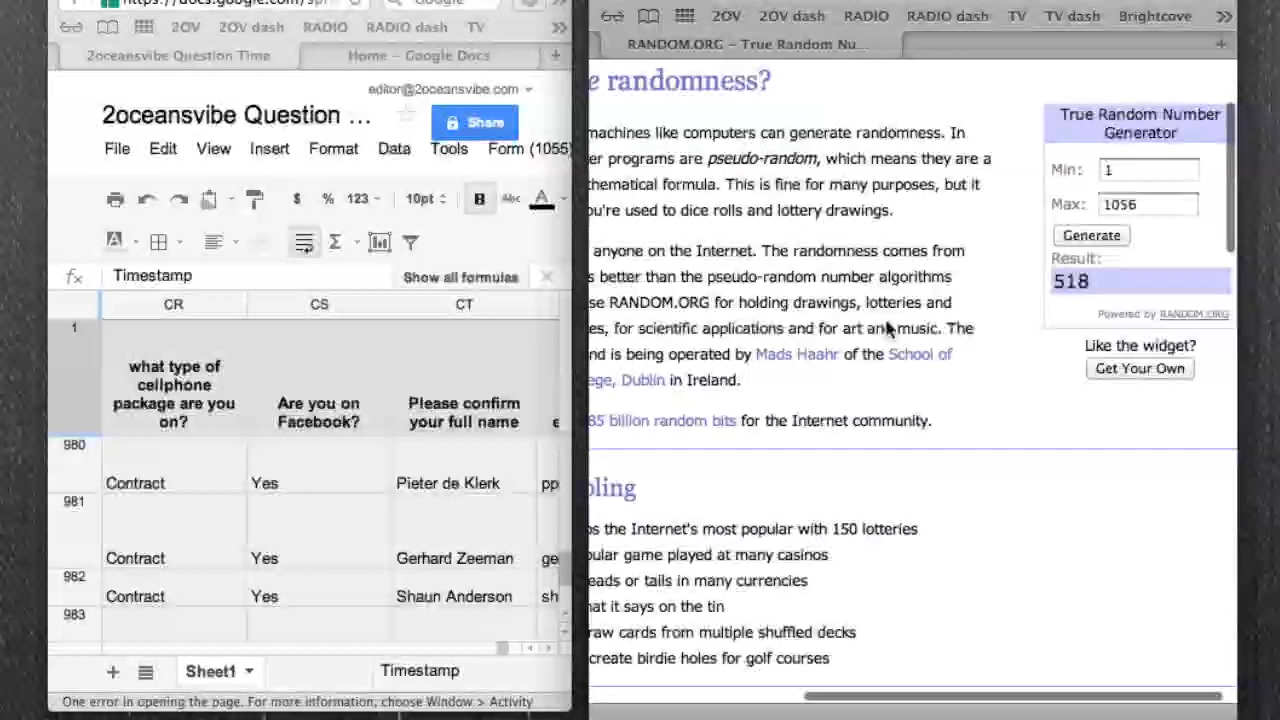 https://docs.google.com/spr
Google
2OV 2OV dash RADIO RADIO dash TV
2oceansvibe Question Time
Home – Google Docs
editor@2oceansvibe.com
2oceansvibe Question ...
Share
File Edit View Insert Format Data Tools Form (1055)
$ % 123 10pt B Abc A
A Σ
fx Timestamp Show all formulas
CR CS CT
1
what type of
cellphone
package are you
on?
Are you on
Facebook?
Please confirm
your full name
e
980
Contract Yes Pieter de Klerk pp
981
Contract Yes Gerhard Zeeman ge
982
Contract Yes Shaun Anderson sh
983
Sheet1
Timestamp
One error in opening the page. For more information, choose Window > Activity
2OV 2OV dash RADIO RADIO dash TV TV dash Brightcove
RANDOM.ORG – True Random Nu...
e randomness?
machines like computers can generate randomness. In
er programs are pseudo-random, which means they are a
thematical formula. This is fine for many purposes, but it
ou're used to dice rolls and lottery drawings.
anyone on the Internet. The randomness comes from
s better than the pseudo-random number algorithms
se RANDOM.ORG for holding drawings, lotteries and
es, for scientific applications and for art and music. The
nd is being operated by Mads Haahr of the School of
ege, Dublin in Ireland.
85 billion random bits for the Internet community.
bling
os the Internet's most popular with 150 lotteries
pular game played at many casinos
eads or tails in many currencies
hat it says on the tin
raw cards from multiple shuffled decks
create birdie holes for golf courses
True Random Number
Generator
Min: 1
Max: 1056
Generate
Result:
518
Powered by RANDOM.ORG
Like the widget?
Get Your Own